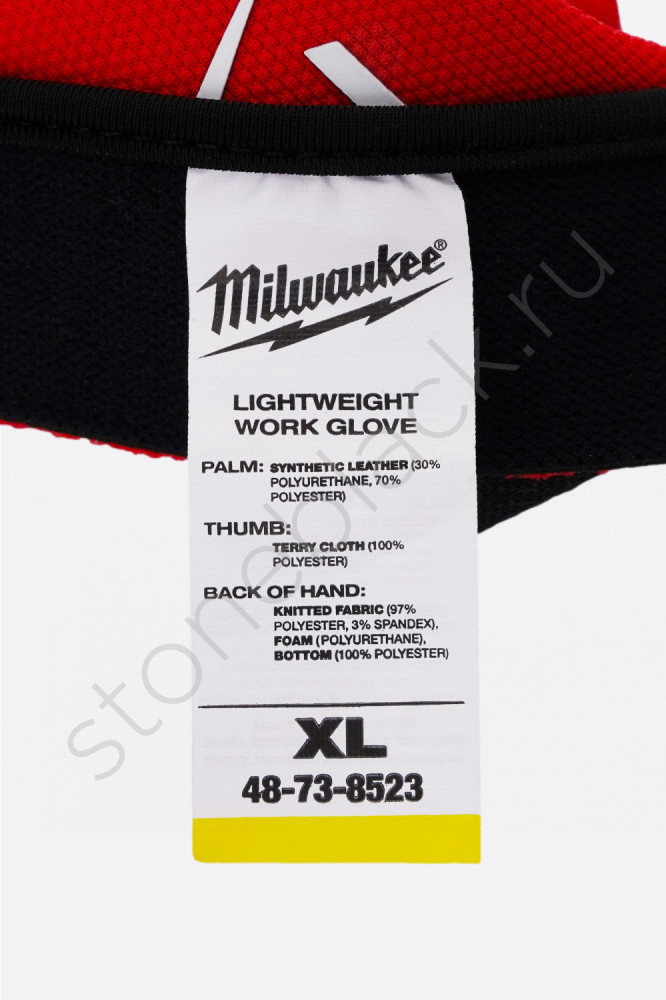 Milwaukee®
LIGHTWEIGHT
WORK GLOVE
PALM: SYNTHETIC LEATHER (30%
POLYURETHANE, 70%
POLYESTER)
THUMB:
TERRY CLOTH (100%
POLYESTER)
BACK OF HAND:
KNITTED FABRIC (97%
POLYESTER, 3% SPANDEX),
FOAM (POLYURETHANE),
BOTTOM (100% POLYESTER)
XL
48-73-8523
stoneblack.ru